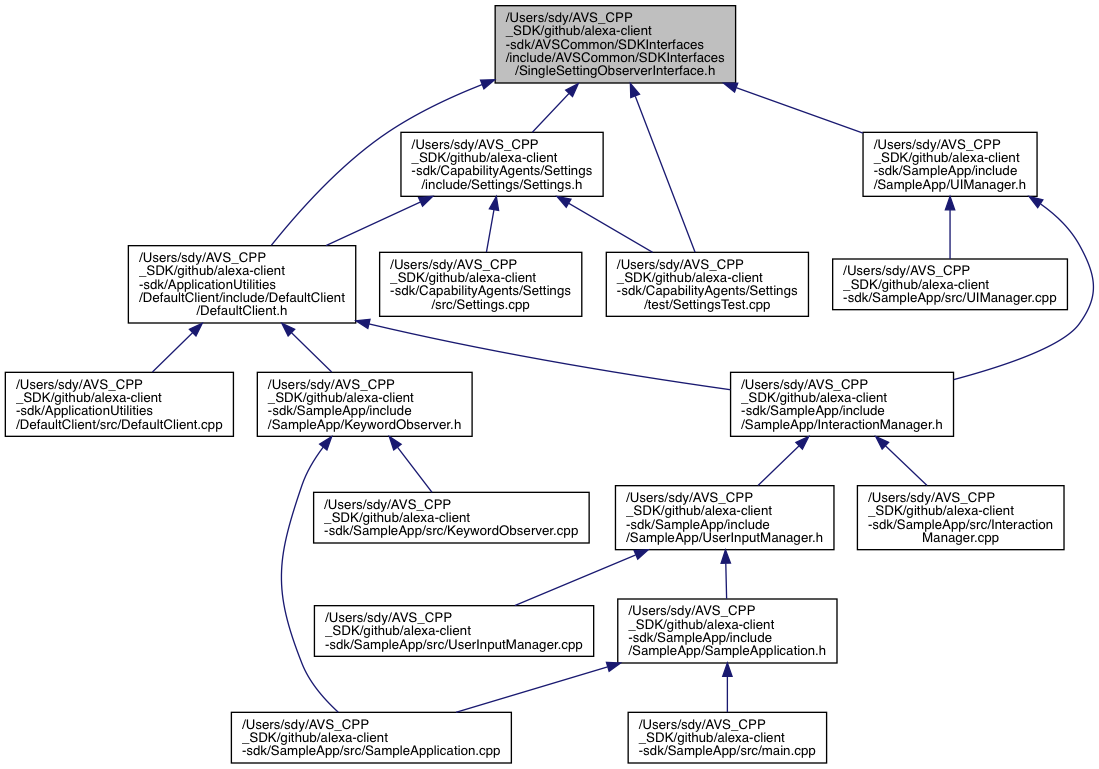 /Users/sdy/AVS_CPP
_SDK/github/alexa-client
-sdk/AVSCommon/SDKInterfaces
/include/AVSCommon/SDKInterfaces
/SingleSettingObserverInterface.h
/Users/sdy/AVS_CPP
_SDK/github/alexa-client
-sdk/CapabilityAgents/Settings
/include/Settings/Settings.h
/Users/sdy/AVS_CPP
_SDK/github/alexa-client
-sdk/SampleApp/include
/SampleApp/UIManager.h
/Users/sdy/AVS_CPP
_SDK/github/alexa-client
-sdk/ApplicationUtilities
/DefaultClient/include/DefaultClient
/DefaultClient.h
/Users/sdy/AVS_CPP
_SDK/github/alexa-client
-sdk/CapabilityAgents/Settings
/src/Settings.cpp
/Users/sdy/AVS_CPP
_SDK/github/alexa-client
-sdk/CapabilityAgents/Settings
/test/SettingsTest.cpp
/Users/sdy/AVS_CPP
_SDK/github/alexa-client
-sdk/SampleApp/src/UIManager.cpp
/Users/sdy/AVS_CPP
_SDK/github/alexa-client
-sdk/ApplicationUtilities
/DefaultClient/src/DefaultClient.cpp
/Users/sdy/AVS_CPP
_SDK/github/alexa-client
-sdk/SampleApp/include
/SampleApp/KeywordObserver.h
/Users/sdy/AVS_CPP
_SDK/github/alexa-client
-sdk/SampleApp/include
/SampleApp/InteractionManager.h
/Users/sdy/AVS_CPP
_SDK/github/alexa-client
-sdk/SampleApp/src/KeywordObserver.cpp
/Users/sdy/AVS_CPP
_SDK/github/alexa-client
-sdk/SampleApp/include
/SampleApp/UserInputManager.h
/Users/sdy/AVS_CPP
_SDK/github/alexa-client
-sdk/SampleApp/src/Interaction
Manager.cpp
/Users/sdy/AVS_CPP
_SDK/github/alexa-client
-sdk/SampleApp/src/UserInputManager.cpp
/Users/sdy/AVS_CPP
_SDK/github/alexa-client
-sdk/SampleApp/include
/SampleApp/SampleApplication.h
/Users/sdy/AVS_CPP
_SDK/github/alexa-client
-sdk/SampleApp/src/SampleApplication.cpp
/Users/sdy/AVS_CPP
_SDK/github/alexa-client
-sdk/SampleApp/src/main.cpp